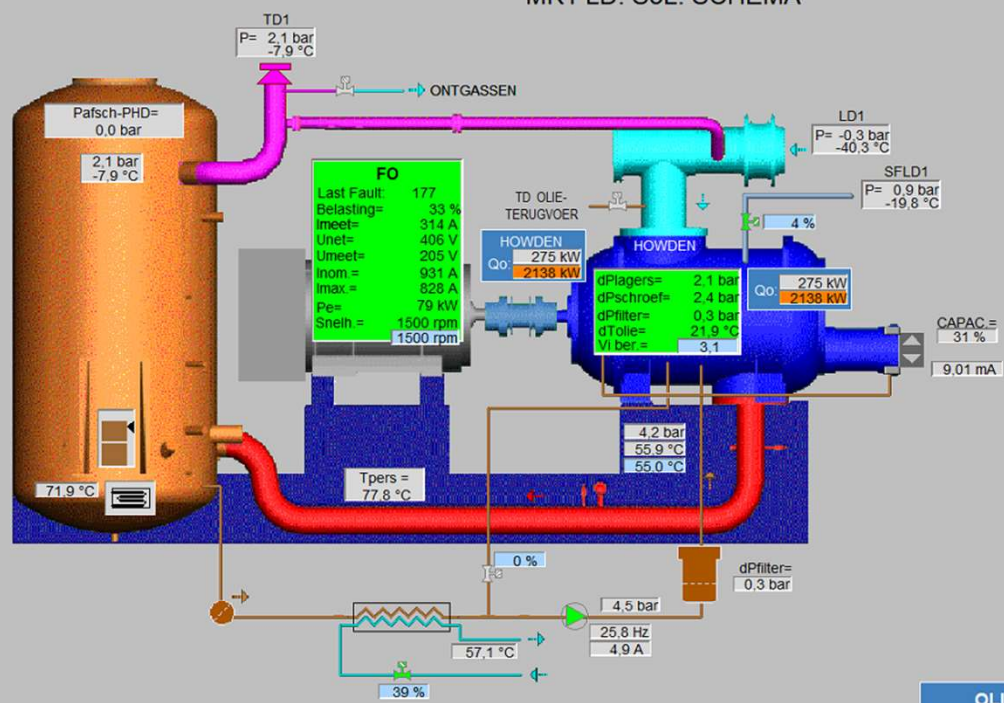 TD1
P= 2,1 bar
-7,9 °C
ONTGASSEN
Pafsch-PHD=
0,0 bar
2,1 bar
-7,9 °C
LD1
P= -0,3 bar
-40,3 °C
SFLD1
P= 0,9 bar
-19,8 °C
4 %
TD OLIE-
TERUGVOER
FO
Last Fault: 177
Belasting= 33 %
Imeet= 314 A
Unet= 406 V
Umeet= 205 V
Inom.= 931 A
Imax.= 828 A
Pe= 79 kW
Snelh.= 1500 rpm
1500 rpm
HOWDEN
Qo: 275 kW
2138 kW
HOWDEN
dPlagers= 2,1 bar
dPschroef= 2,4 bar
dPfilter= 0,3 bar
dTolie= 21,9 °C
Vi ber.= 3,1
Qo: 275 kW
2138 kW
CAPAC.=
31 %
9,01 mA
4,2 bar
55,9 °C
55,0 °C
71,9 °C
Tpers =
77,8 °C
0 %
dPfilter=
0,3 bar
4,5 bar
25,8 Hz
4,9 A
57,1 °C
39 %